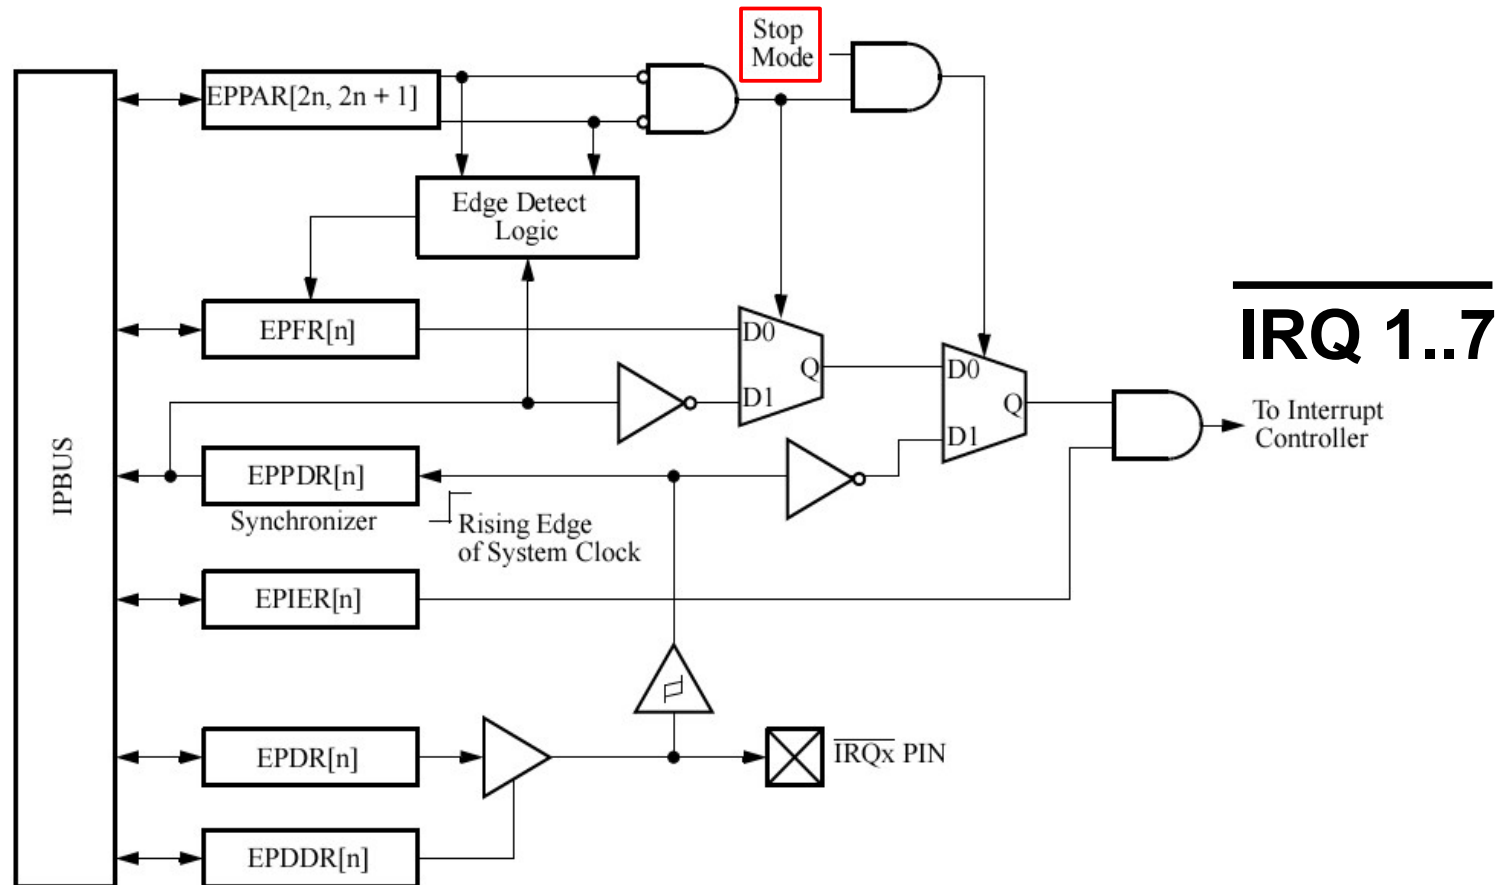 Stop
Mode
EPPAR[2n, 2n + 1]
Edge Detect
Logic
EPFR[n]
D0
Q
D1
D0
Q
D1
IRQ 1..7
To Interrupt
Controller
IPBUS
EPPDR[n]
Synchronizer
Rising Edge
of System Clock
EPIER[n]
EPDR[n]
IRQx PIN
EPDDR[n]